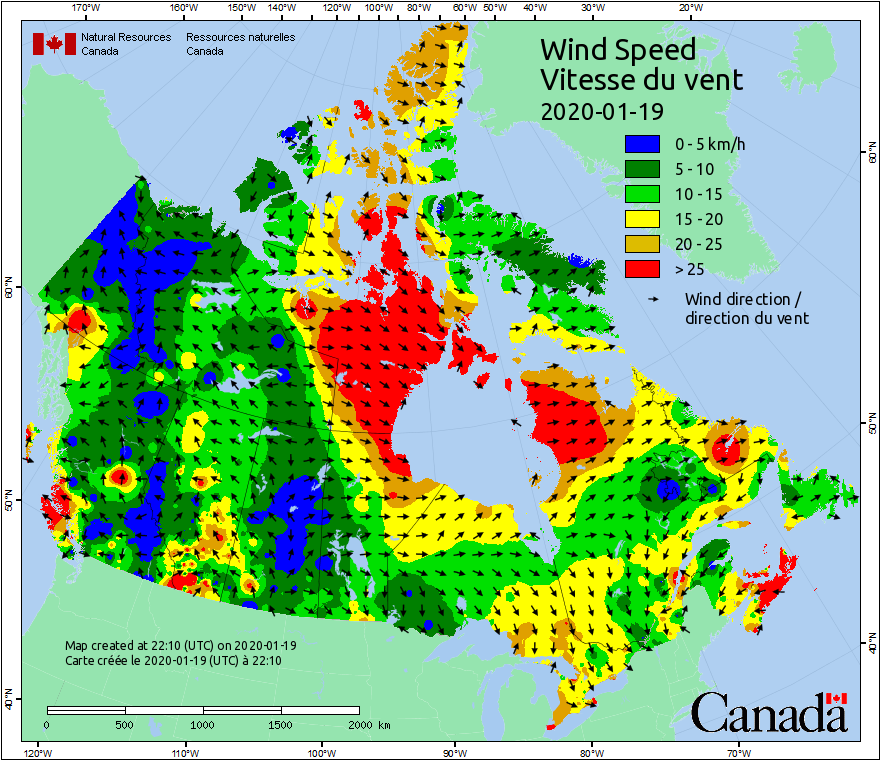 170°W 160°W 150°W 140°W 120°W 100°W 80°W 60°W 50°W 40°W 30°W 20°W
Natural Resources Ressources naturelles
Canada Canada
Wind Speed
Vitesse du vent
2020-01-19
0 - 5 km/h
5 - 10
10 - 15
15 - 20
20 - 25
> 25
Wind direction /
direction du vent
60°N 60°N
50°N 50°N
40°N 40°N
Map created at 22:10 (UTC) on 2020-01-19
Carte créée le 2020-01-19 (UTC) à 22:10
0 500 1000 1500 2000 km
Canada
120°W 110°W 100°W 90°W 80°W 70°W